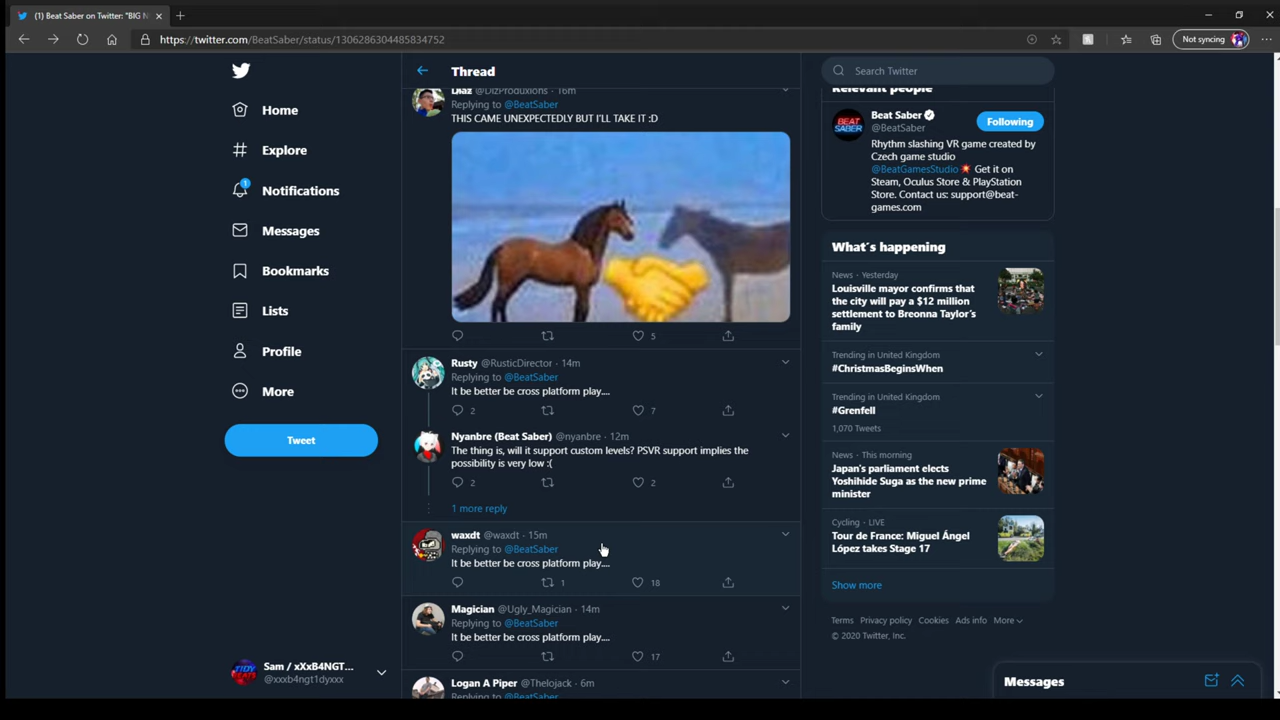 (1) Beat Saber on Twitter: "BIG N
https://twitter.com/BeatSaber/status/1306286304485834752
Not syncing
Home
Explore
1
Notifications
Messages
Bookmarks
Lists
Profile
More
Tweet
Sam / xXxB4NGT...
@xxxb4ngt1dyxxx
Thread
Diaz @DizProduxions · 16m
Replying to @BeatSaber
THIS CAME UNEXPECTEDLY BUT I'LL TAKE IT :D
5
Rusty @RusticDirector · 14m
Replying to @BeatSaber
It be better be cross platform play....
2 7
Nyanbre (Beat Saber) @nyanbre · 12m
The thing is, will it support custom levels? PSVR support implies the
possibility is very low :(
2 2
1 more reply
waxdt @waxdt · 15m
Replying to @BeatSaber
It be better be cross platform play....
1 18
Magician @Ugly_Magician · 14m
Replying to @BeatSaber
It be better be cross platform play....
17
Logan A Piper @Thelojack · 6m
Replying to @BeatSaber
Search Twitter
Relevant people
BEAT SABER
Beat Saber
@BeatSaber
Following
Rhythm slashing VR game created by
Czech game studio
@BeatGamesStudio Get it on
Steam, Oculus Store & PlayStation
Store. Contact us: support@beat-
games.com
What's happening
News · Yesterday
Louisville mayor confirms that
the city will pay a $12 million
settlement to Breonna Taylor's
family
Trending in United Kingdom
#ChristmasBeginsWhen
Trending in United Kingdom
#Grenfell
1,070 Tweets
News · This morning
Japan's parliament elects
Yoshihide Suga as the new prime
minister
Cycling · LIVE
Tour de France: Miguel Ángel
López takes Stage 17
Show more
Terms Privacy policy Cookies Ads info More
© 2020 Twitter, Inc.
Messages